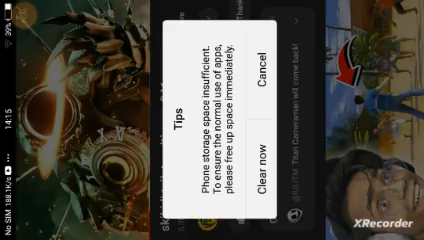 No SIM 188.1K/s
14:15
39%
Tips
Phone storage space insufficient.
To ensure the normal use of apps,
please free up space immediately.
Clear now
Cancel
@IULITM Titan Cameraman will come back!
XRecorder